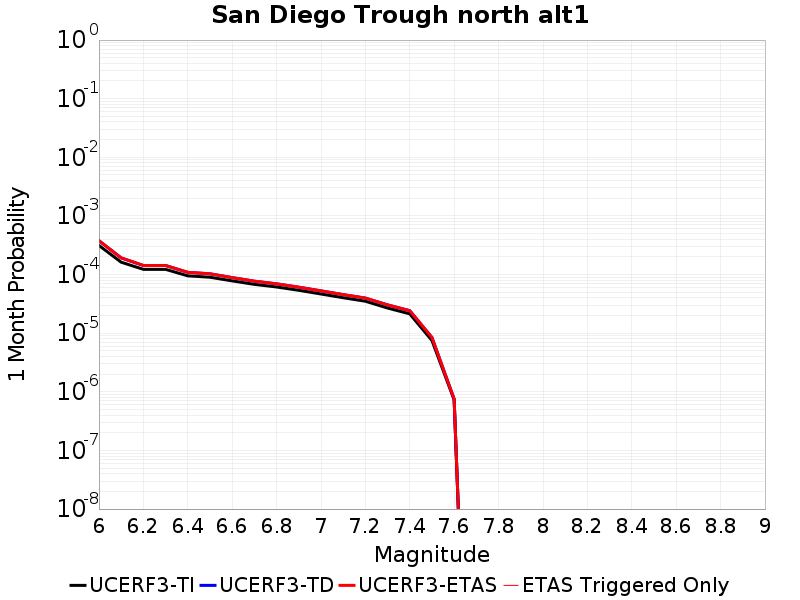 San Diego Trough north alt1
10^0
10^-1
10^-2
10^-3
10^-4
10^-5
10^-6
10^-7
10^-8
1 Month Probability
6 6.2 6.4 6.6 6.8 7 7.2 7.4 7.6 7.8 8 8.2 8.4 8.6 8.8 9
Magnitude
UCERF3-TI UCERF3-TD UCERF3-ETAS ETAS Triggered Only